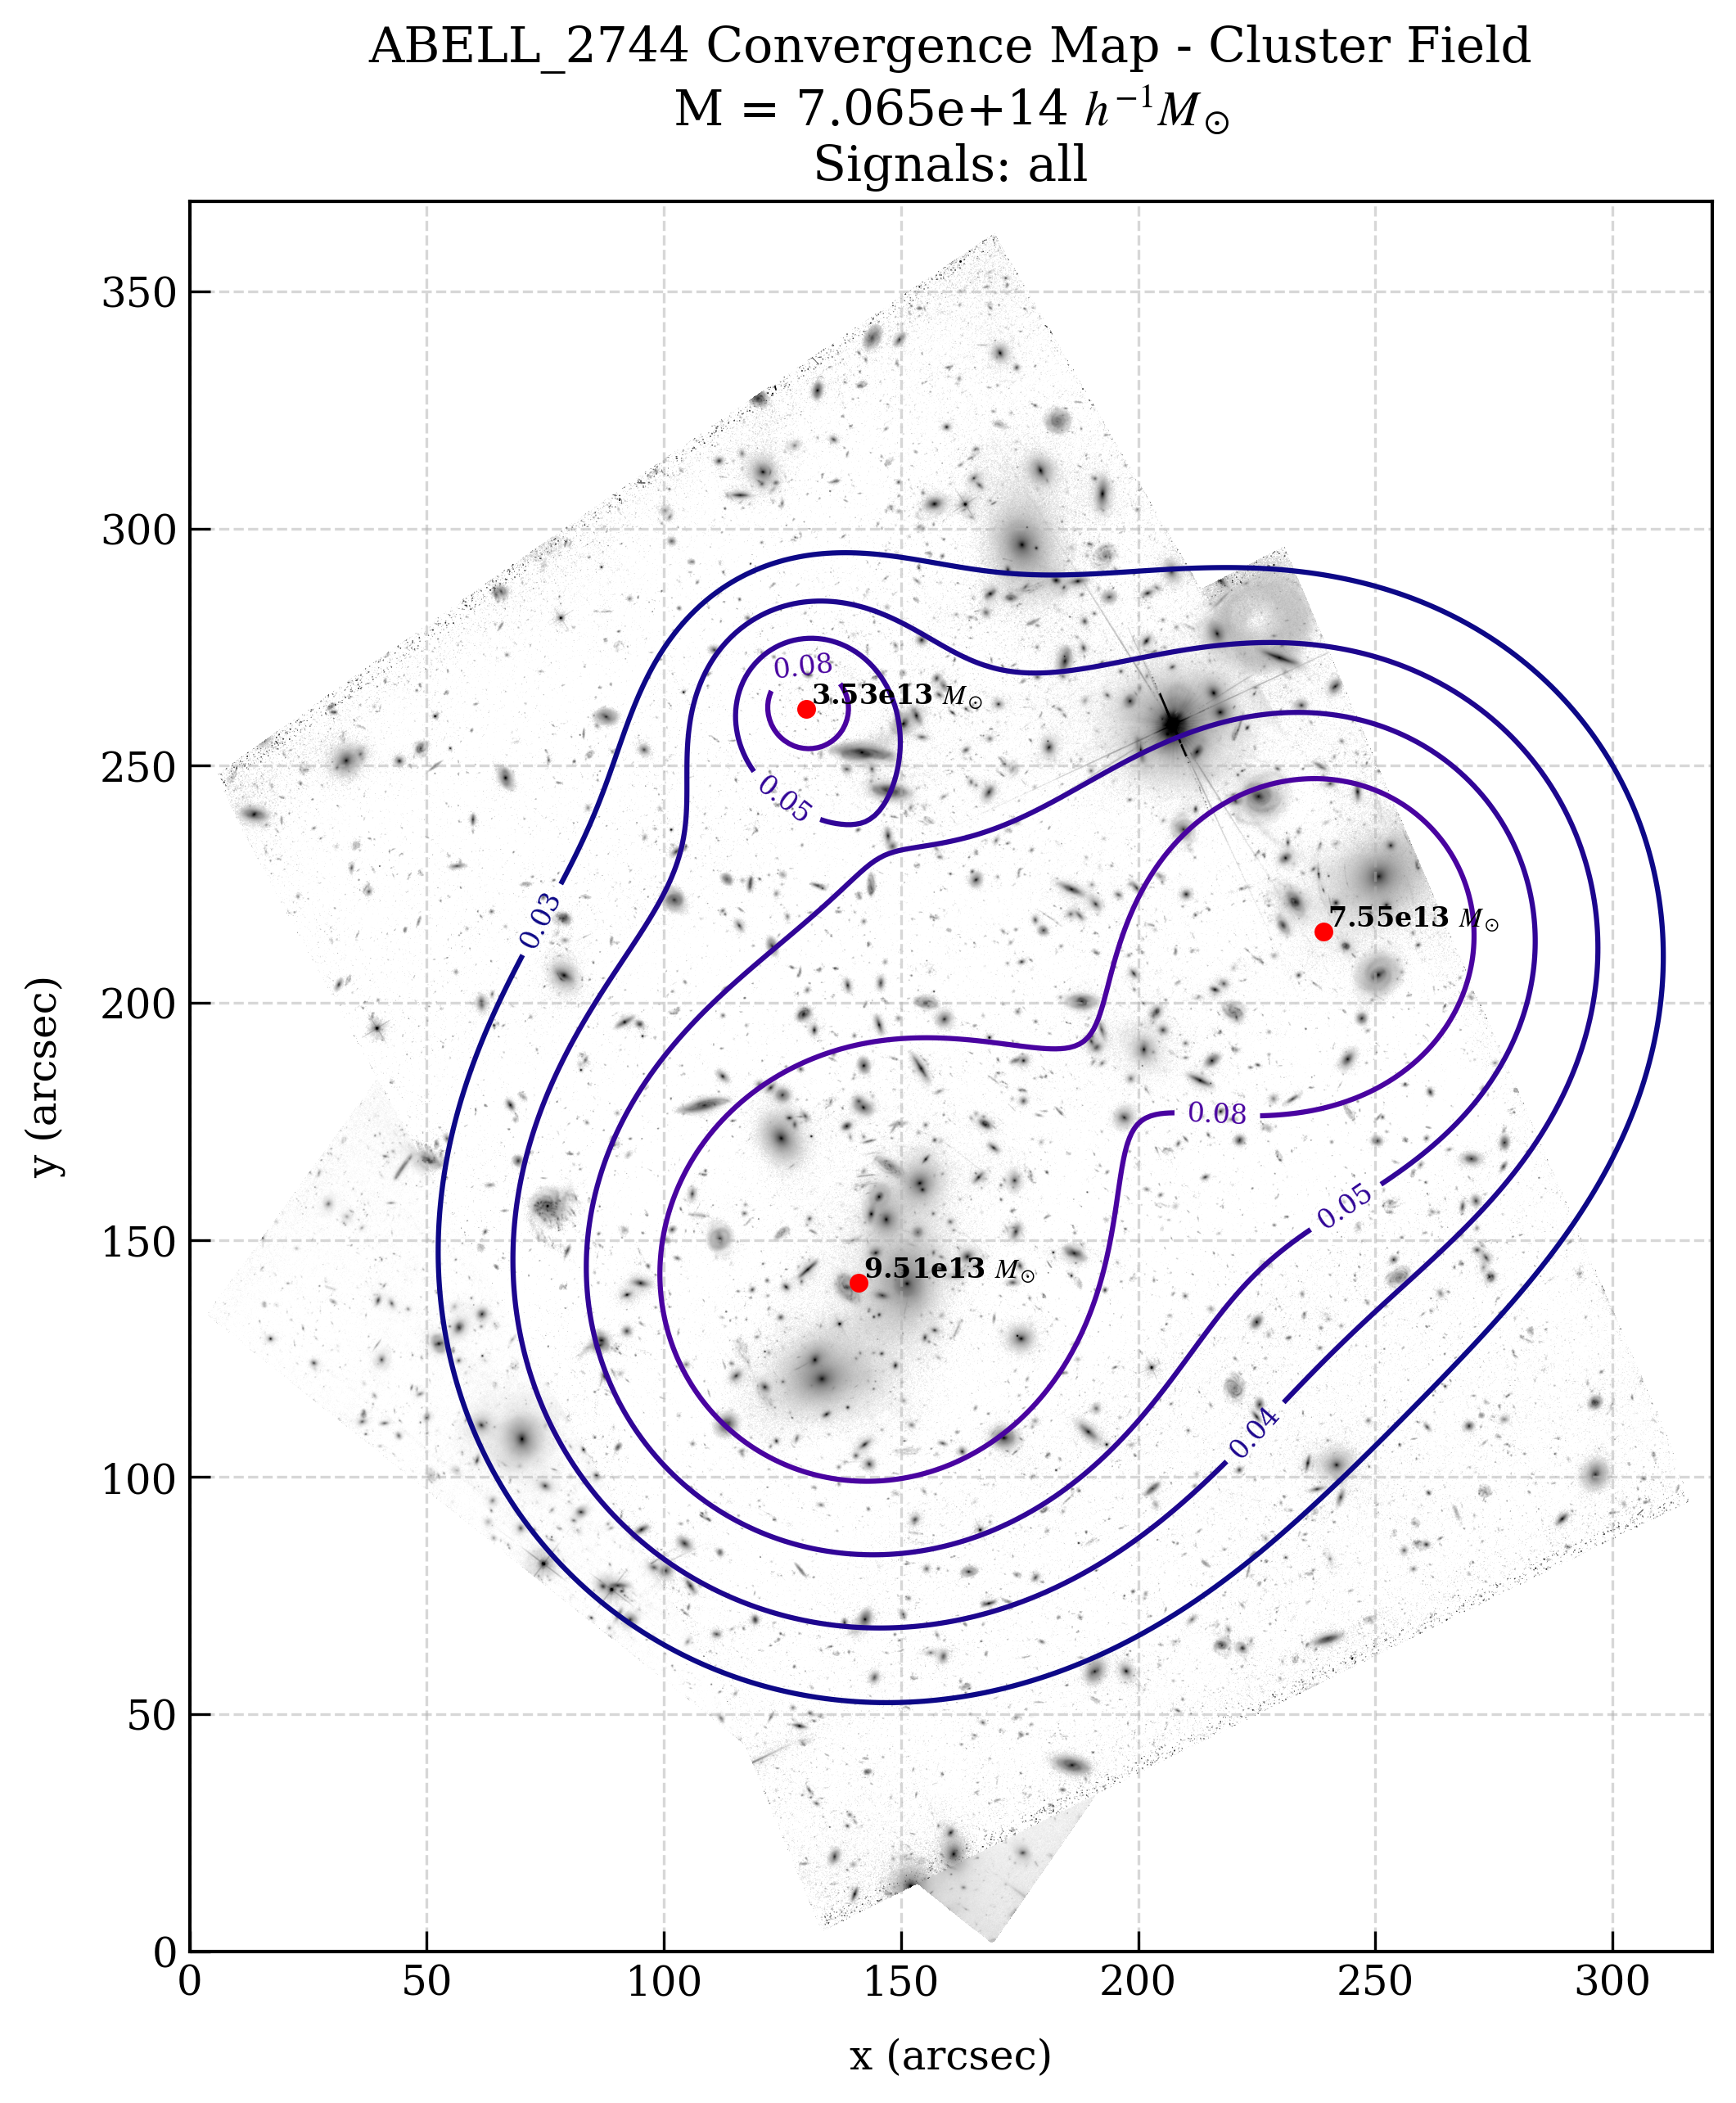 ABELL_2744 Convergence Map - Cluster Field
M = 7.065e+14 h⁻¹M⊙
Signals: all
350
300
250
200
150
100
50
0
y (arcsec)
0.08
3.53e13 M⊙
0.05
0.03
7.55e13 M⊙
0.08
0.05
9.51e13 M⊙
0.04
0 50 100 150 200 250 300
x (arcsec)